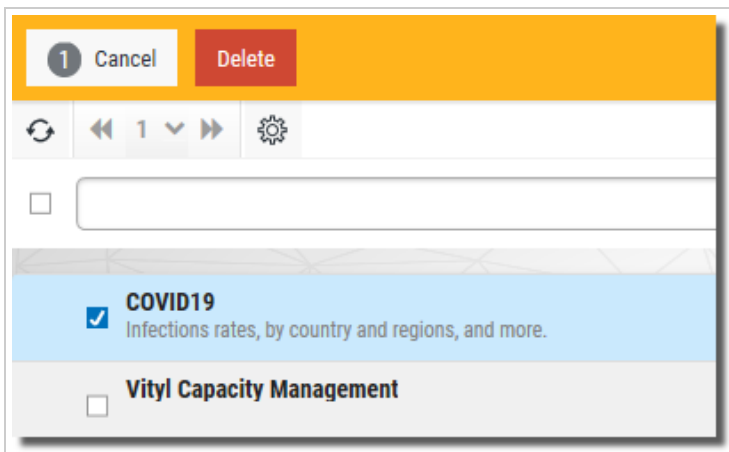 1 Cancel Delete
1
COVID19
Infections rates, by country and regions, and more.
Vityl Capacity Management